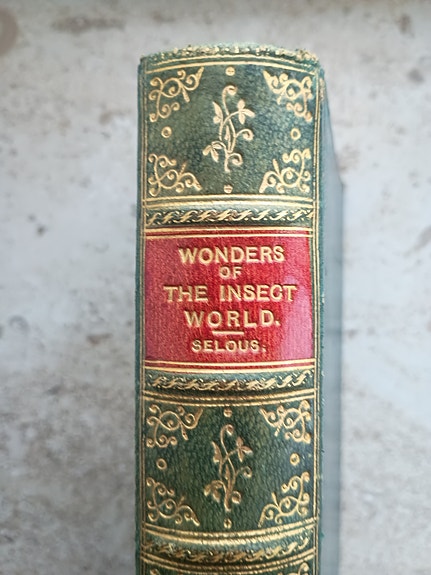 WONDERS
OF
THE INSECT
WORLD.
SELOUS.